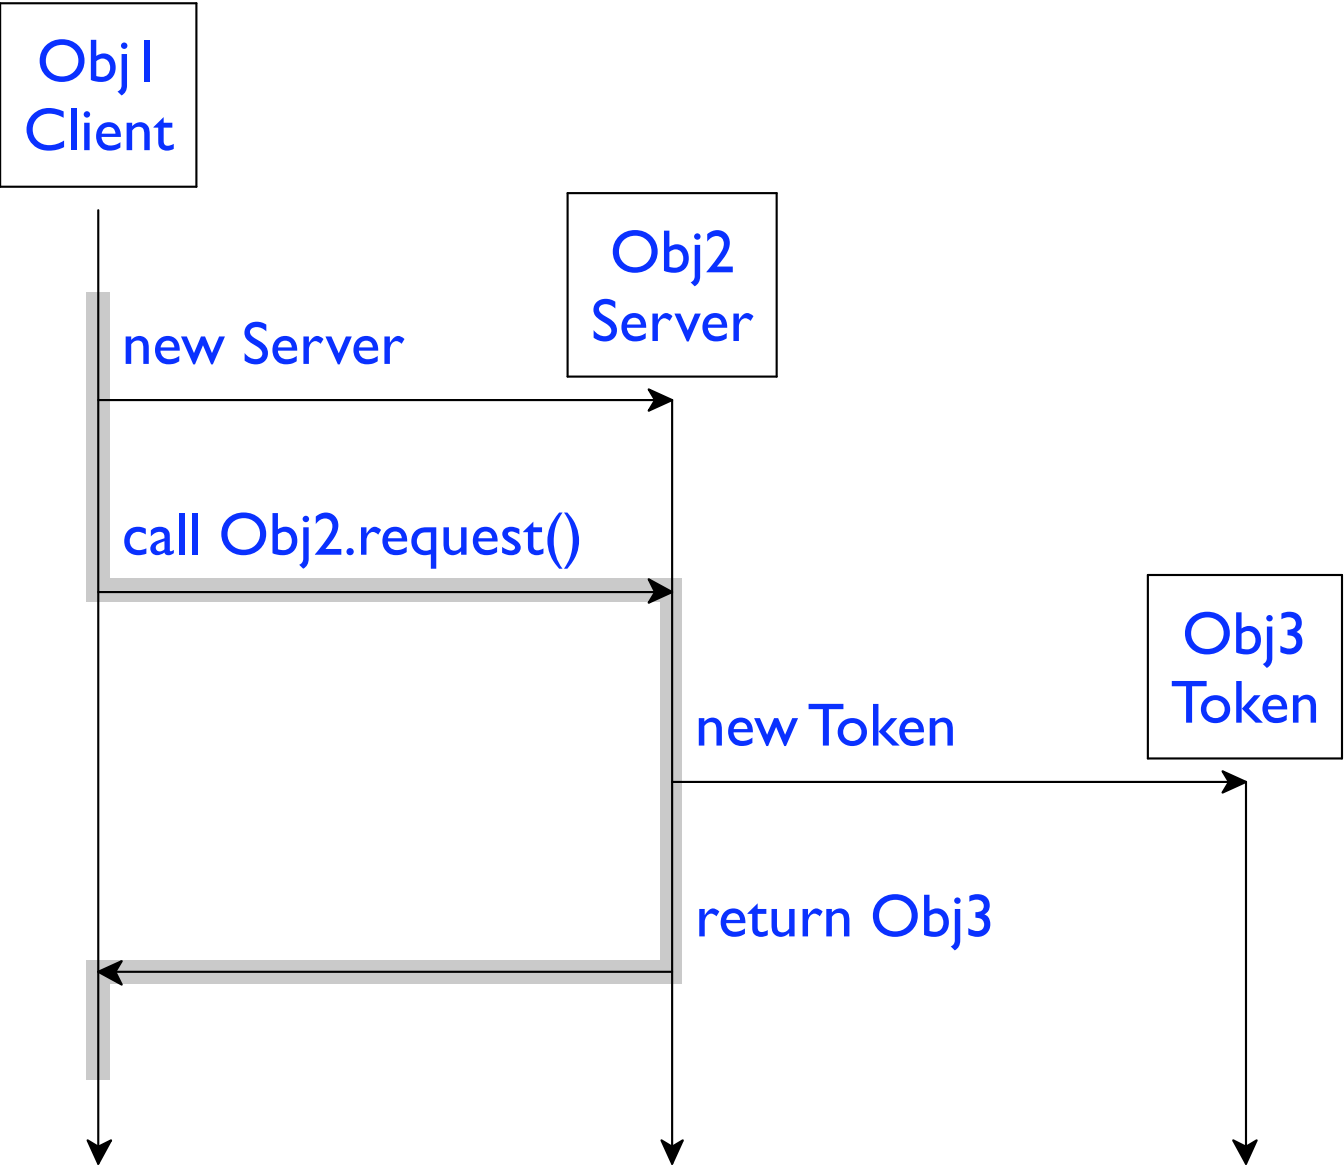 Obj1
Client
Obj2
Server
new Server
call Obj2.request()
Obj3
Token
new Token
return Obj3